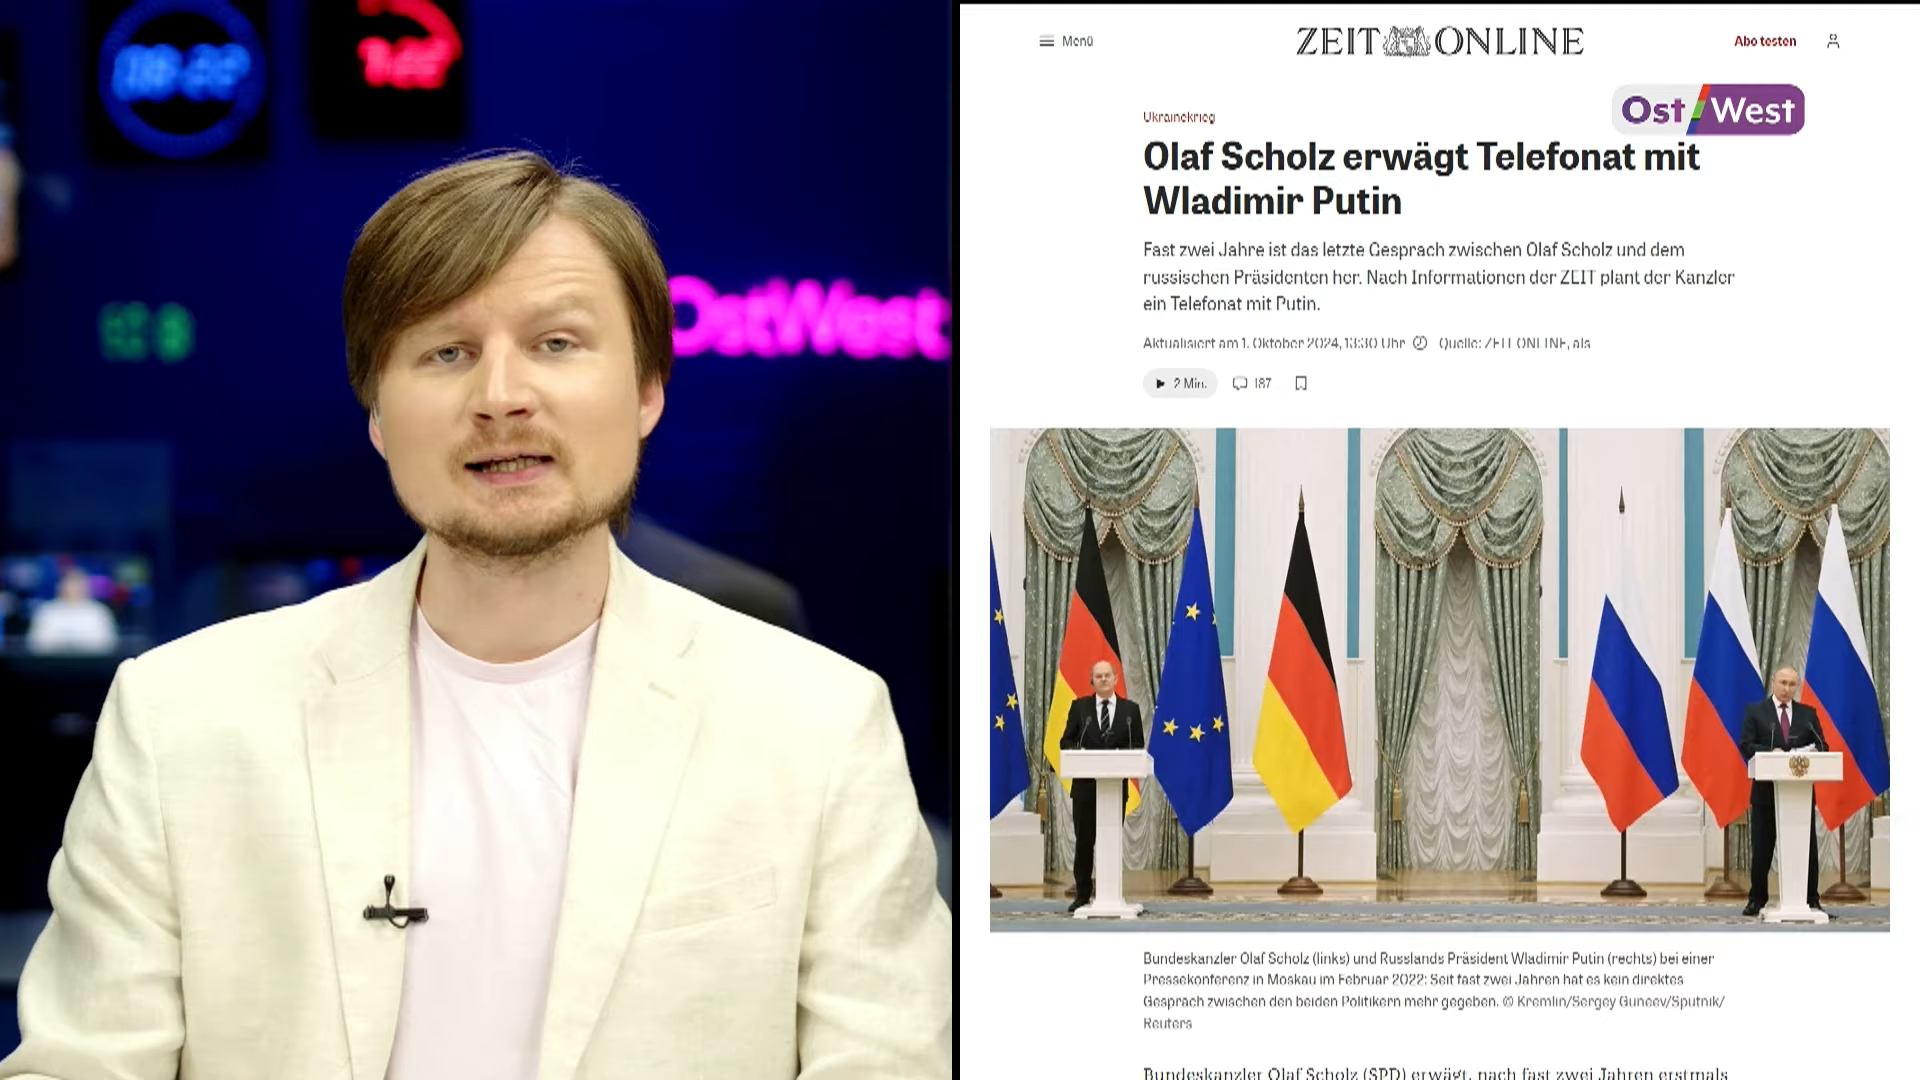 OstWest
Menü
ZEIT ONLINE
Abo testen
Ost West
Ukrainekrieg
Olaf Scholz erwägt Telefonat mit
Wladimir Putin
Fast zwei Jahre ist das letzte Gespräch zwischen Olaf Scholz und dem
russischen Präsidenten her. Nach Informationen der ZEIT plant der Kanzler
ein Telefonat mit Putin.
Aktualisiert am 1. Oktober 2024, 13:30 Uhr Quelle: ZEIT ONLINE, als
2 Min. 187
Bundeskanzler Olaf Scholz (links) und Russlands Präsident Wladimir Putin (rechts) bei einer
Pressekonferenz in Moskau im Februar 2022: Seit fast zwei Jahren hat es kein direktes
Gespräch zwischen den beiden Politikern mehr gegeben. © Kremlin/Sergey Guneev/Sputnik/
Reuters
Bundeskanzler Olaf Scholz (SPD) erwägt, nach fast zwei Jahren erstmals